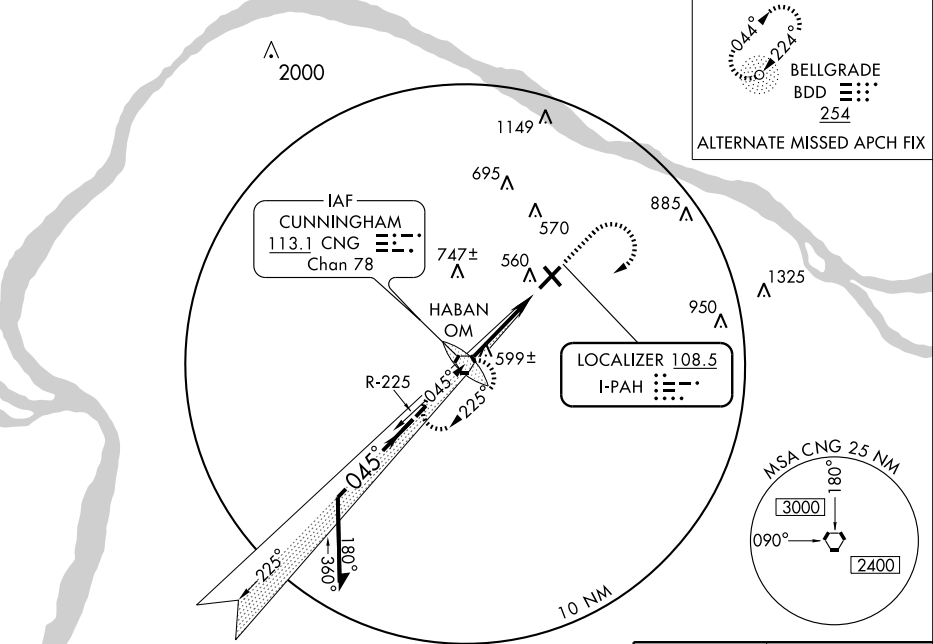 044°
224°
BELLGRADE
BDD
254
ALTERNATE MISSED APCH FIX
2000
1149
695
IAF
CUNNINGHAM
113.1 CNG
Chan 78
570
885
747±
560
1325
HABAN
OM
950
599±
LOCALIZER 108.5
I-PAH
R-225
045°
225°
045°
MSA CNG 25 NM
180°
3000
090°
2400
225°
180°
360°
10 NM